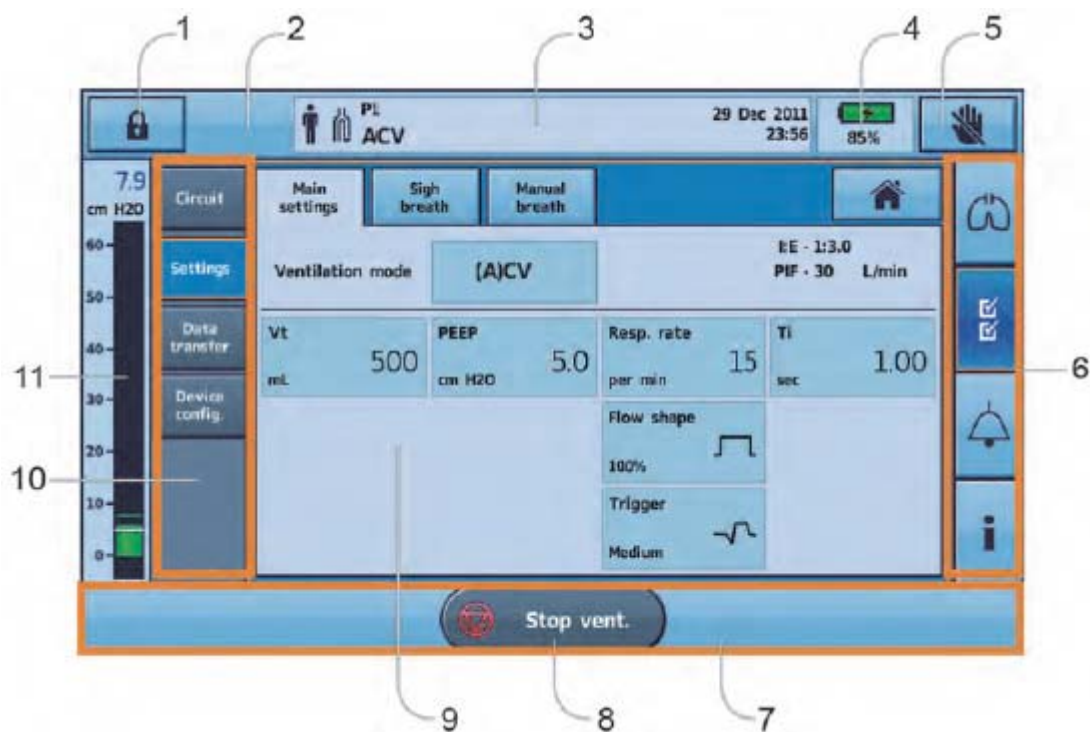 1
2
3
4
5
PL
ACV
29 Dec 2011
23:56
85%
7.9
cm H2O
60
50
40
30
20
10
0
Circuit
Settings
Data
transfer
Device
config.
Main
settings
Sigh
breath
Manual
breath
Ventilation mode
(A)CV
I:E - 1:3.0
PIF - 30 L/min
Vt
500
mL
PEEP
5.0
cm H2O
Resp. rate
15
per min
Ti
1.00
sec
Flow shape
100%
Trigger
Medium
i
Stop vent.
6
11
10
9
8
7